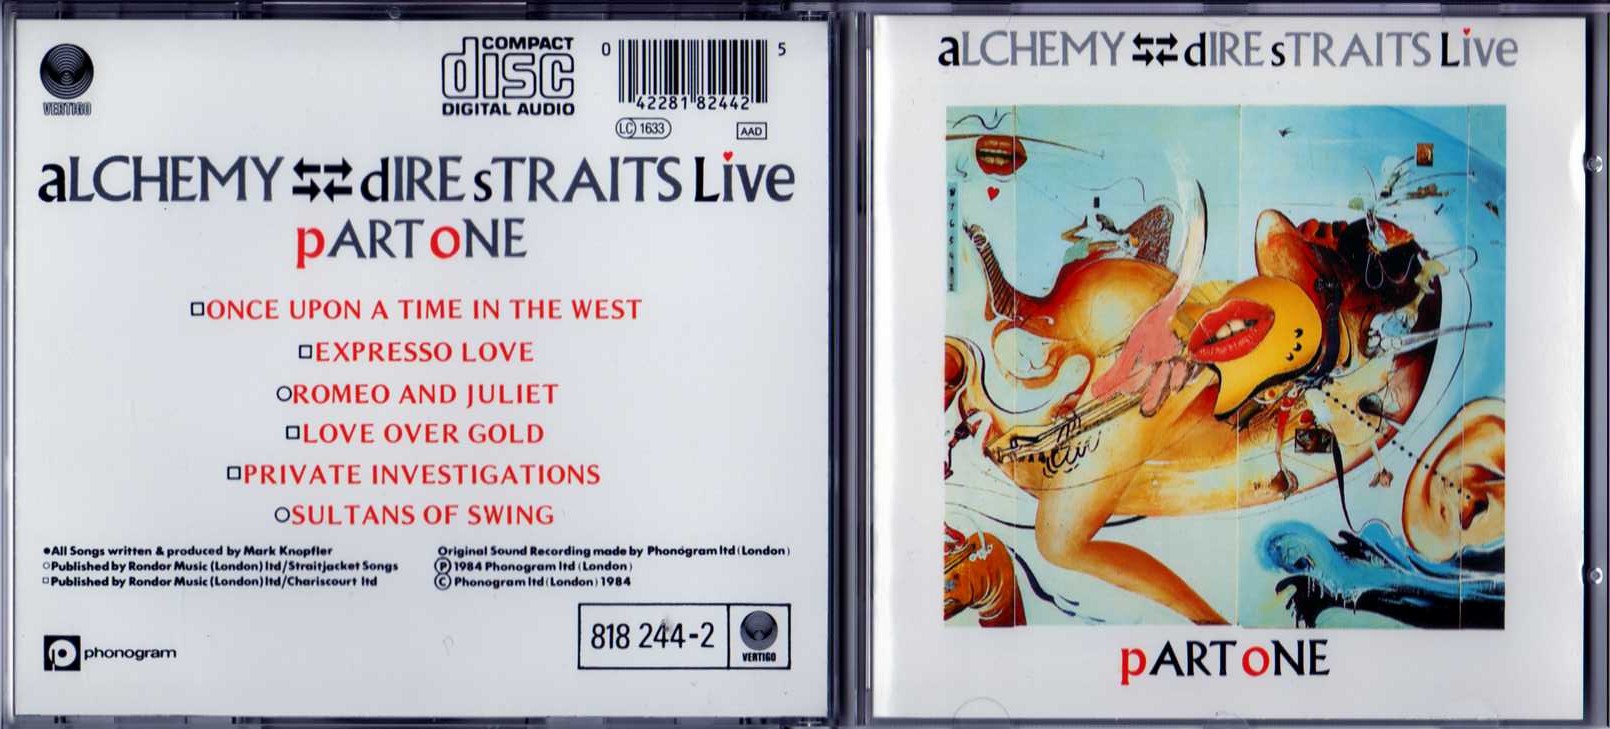 VERTIGO
COMPACT
disc
DIGITAL AUDIO
0 42281 82442 5
LC 1633
AAD
aLCHEMY dIRE sTRAITS Live
pART oNE
ONCE UPON A TIME IN THE WEST
EXPRESSO LOVE
ROMEO AND JULIET
LOVE OVER GOLD
PRIVATE INVESTIGATIONS
SULTANS OF SWING
•All Songs written & produced by Mark Knopfler
○Published by Rondor Music (London) ltd/Straitjacket Songs
□Published by Rondor Music (London) ltd/Chariscourt ltd
Original Sound Recording made by Phonogram ltd (London)
Ⓟ 1984 Phonogram ltd (London)
© Phonogram ltd (London) 1984
phonogram
818 244-2
VERTIGO
aLCHEMY dIRE sTRAITS Live
pART oNE